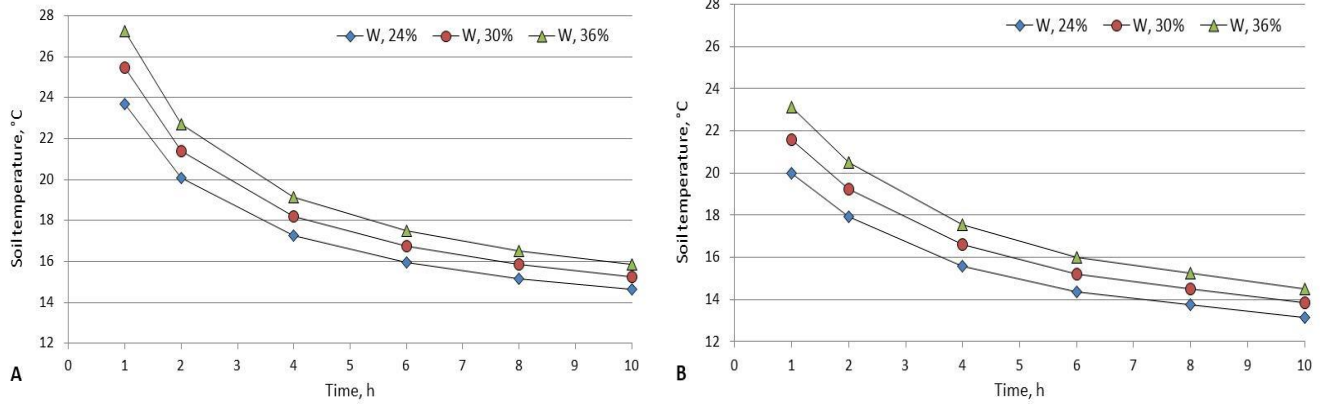 28
26
24
22
20
18
16
14
12
Soil temperature, °C
W, 24% W, 30% W, 36%
0 1 2 3 4 5 6 7 8 9 10
Time, h
A
28
26
24
22
20
18
16
14
12
Soil temperature, °C
W, 24% W, 30% W, 36%
0 1 2 3 4 5 6 7 8 9 10
Time, h
B